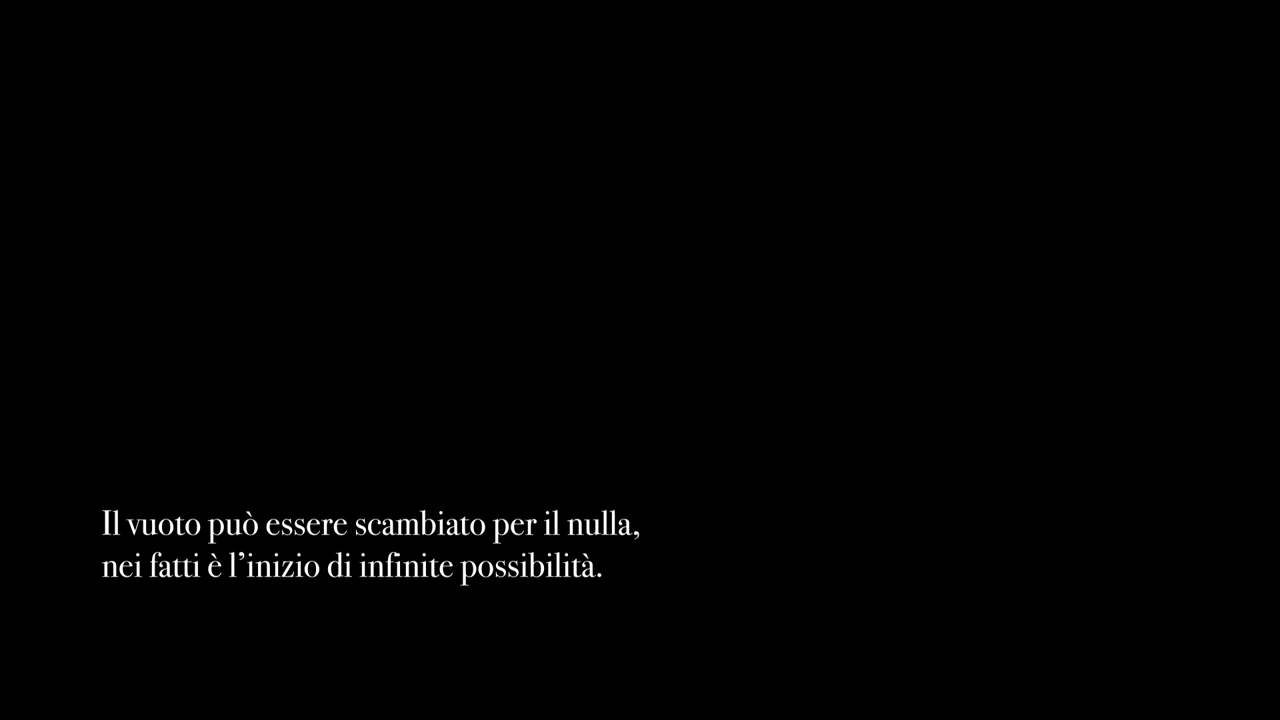 Il vuoto può essere scambiato per il nulla,
nei fatti è l’inizio di infinite possibilità.